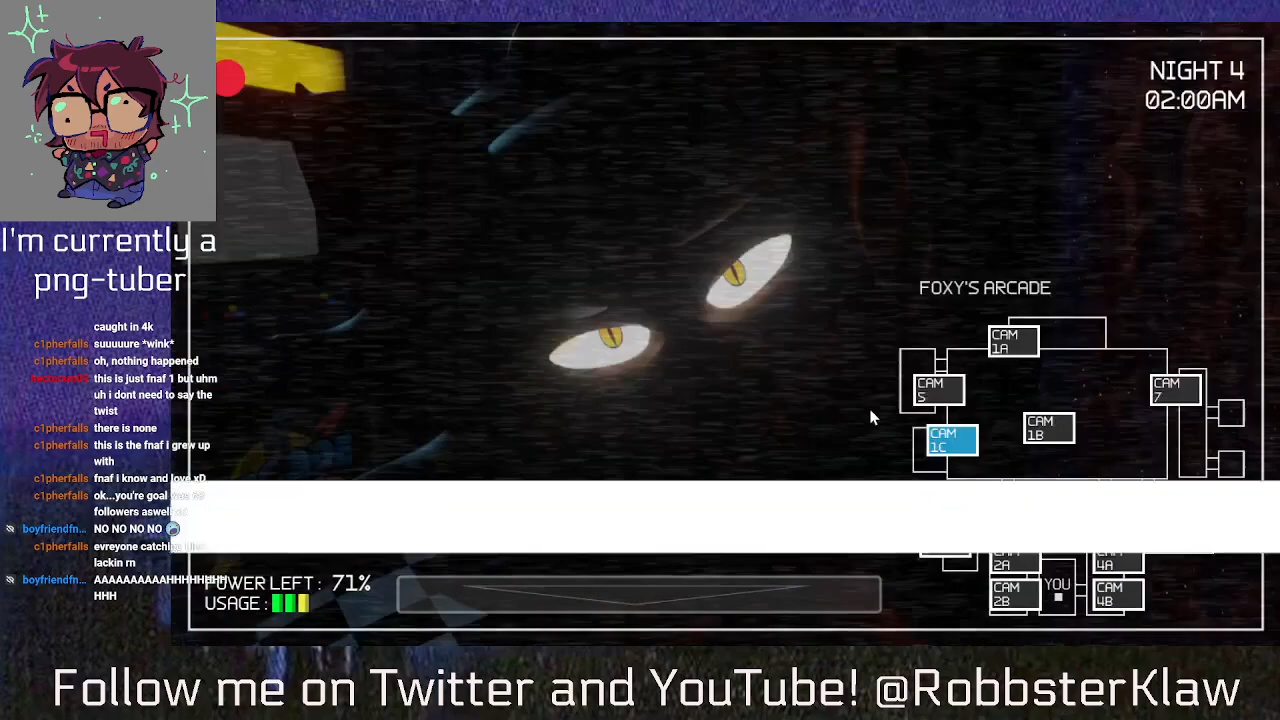 NIGHT 4
02:00AM
I'm currently a
png-tuber
FOXY'S ARCADE
caught in 4k
c1pherfalls suuuuure *wink*
c1pherfalls oh, nothing happened
this is just fnaf 1 but uhm
uh i dont need to say the
twist
c1pherfalls there is none
c1pherfalls this is the fnaf i grew up
with
c1pherfalls fnaf i know and love xD
c1pherfalls ok...you're goal
followers aswell
boyfriendfn... NO NO NO NO
c1pherfalls evreyone catching
lackin rn
boyfriendfn... AAAAAAAAAAHHHHHHHH
HHH
CAM
1A
CAM
5
CAM
7
CAM
1B
CAM
1C
2A
4A
CAM
2B
YOU
CAM
4B
POWER LEFT : 71%
USAGE :
Follow me on Twitter and YouTube! @RobbsterKlaw